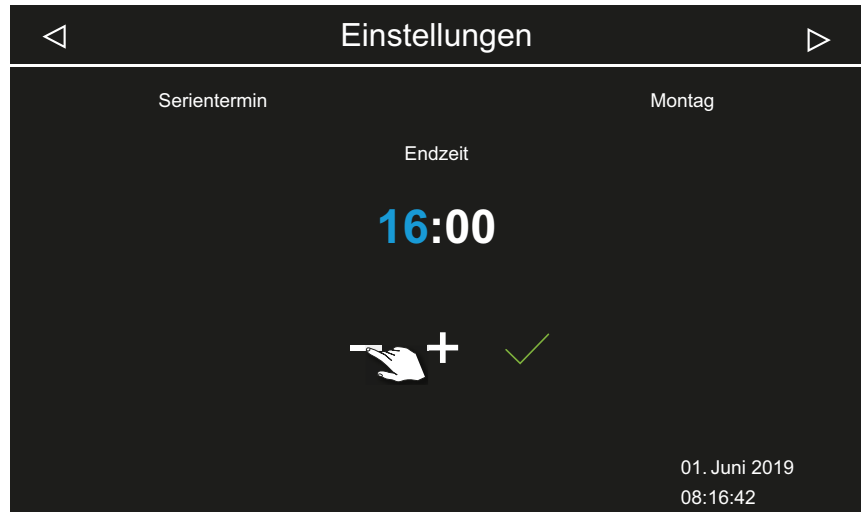 Einstellungen
Serientermin Montag
Endzeit
16:00
01. Juni 2019
08:16:42